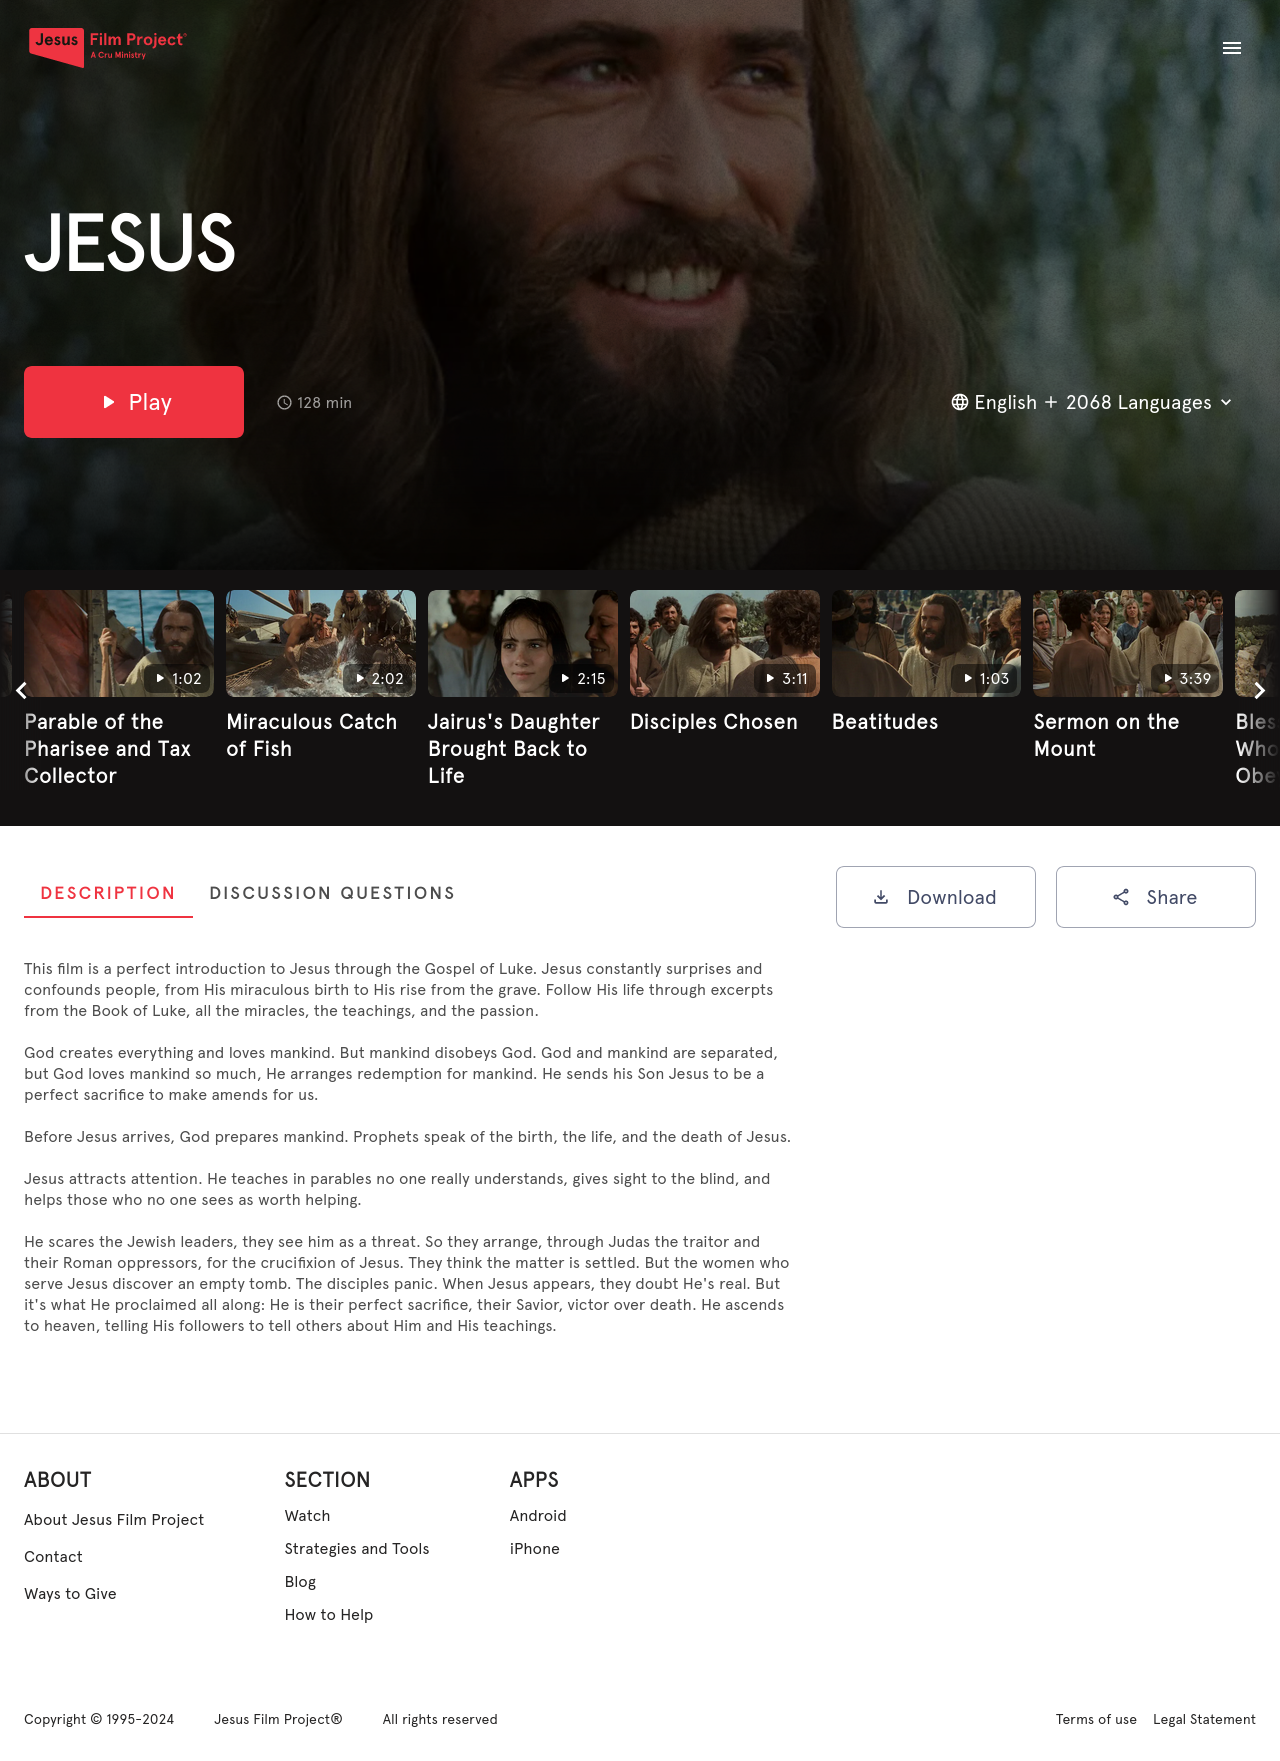 Jesus Film Project®
A Cru Ministry
JESUS
Play
128 min
English + 2068 Languages
1:02
2:02
2:15
3:11
1:03
3:39
Parable of the
Pharisee and Tax
Collector
Miraculous Catch
of Fish
Jairus's Daughter
Brought Back to
Life
Disciples Chosen
Beatitudes
Sermon on the
Mount
DESCRIPTION
DISCUSSION QUESTIONS
Download
Share
This film is a perfect introduction to Jesus through the Gospel of Luke. Jesus constantly surprises and
confounds people, from His miraculous birth to His rise from the grave. Follow His life through excerpts
from the Book of Luke, all the miracles, the teachings, and the passion.
God creates everything and loves mankind. But mankind disobeys God. God and mankind are separated,
but God loves mankind so much, He arranges redemption for mankind. He sends his Son Jesus to be a
perfect sacrifice to make amends for us.
Before Jesus arrives, God prepares mankind. Prophets speak of the birth, the life, and the death of Jesus.
Jesus attracts attention. He teaches in parables no one really understands, gives sight to the blind, and
helps those who no one sees as worth helping.
He scares the Jewish leaders, they see him as a threat. So they arrange, through Judas the traitor and
their Roman oppressors, for the crucifixion of Jesus. They think the matter is settled. But the women who
serve Jesus discover an empty tomb. The disciples panic. When Jesus appears, they doubt He's real. But
it's what He proclaimed all along: He is their perfect sacrifice, their Savior, victor over death. He ascends
to heaven, telling His followers to tell others about Him and His teachings.
ABOUT
About Jesus Film Project
Contact
Ways to Give
SECTION
Watch
Strategies and Tools
Blog
How to Help
APPS
Android
iPhone
Copyright © 1995-2024
Jesus Film Project®
All rights reserved
Terms of use
Legal Statement